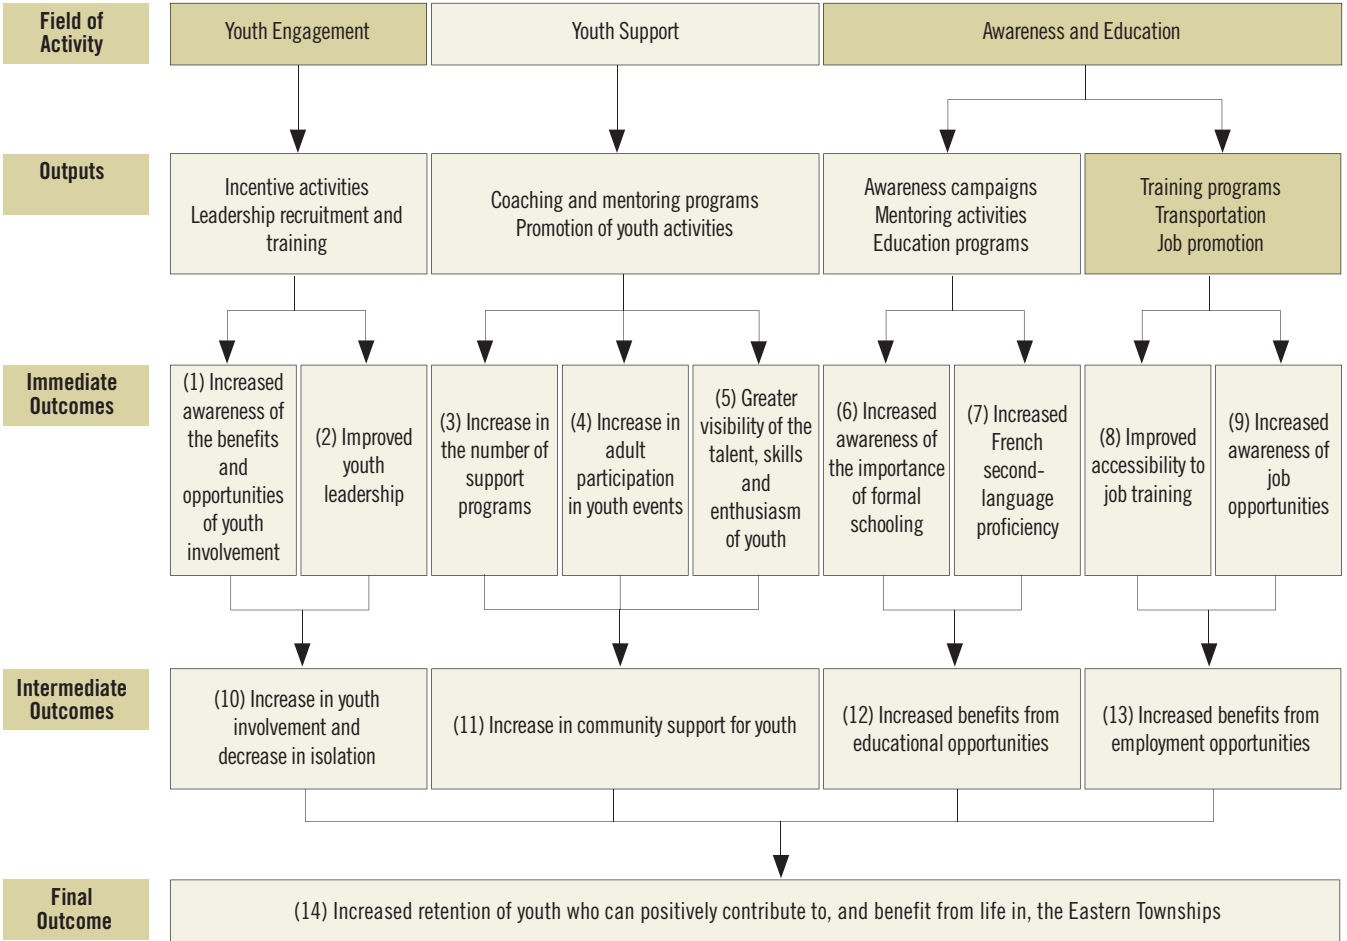 Field of
Activity
Youth Engagement
Youth Support
Awareness and Education
Outputs
Incentive activities
Leadership recruitment and
training
Coaching and mentoring programs
Promotion of youth activities
Awareness campaigns
Mentoring activities
Education programs
Training programs
Transportation
Job promotion
Immediate
Outcomes
(1) Increased
awareness of
the benefits
and
opportunities
of youth
involvement
(2) Improved
youth
leadership
(3) Increase in
the number of
support
programs
(4) Increase in
adult
participation
in youth events
(5) Greater
visibility of the
talent, skills
and
enthusiasm
of youth
(6) Increased
awareness of
the importance
of formal
schooling
(7) Increased
French
second-
language
proficiency
(8) Improved
accessibility to
job training
(9) Increased
awareness of
job
opportunities
Intermediate
Outcomes
(10) Increase in youth
involvement and
decrease in isolation
(11) Increase in community support for youth
(12) Increased benefits from
educational opportunities
(13) Increased benefits from
employment opportunities
Final
Outcome
(14) Increased retention of youth who can positively contribute to, and benefit from life in, the Eastern Townships